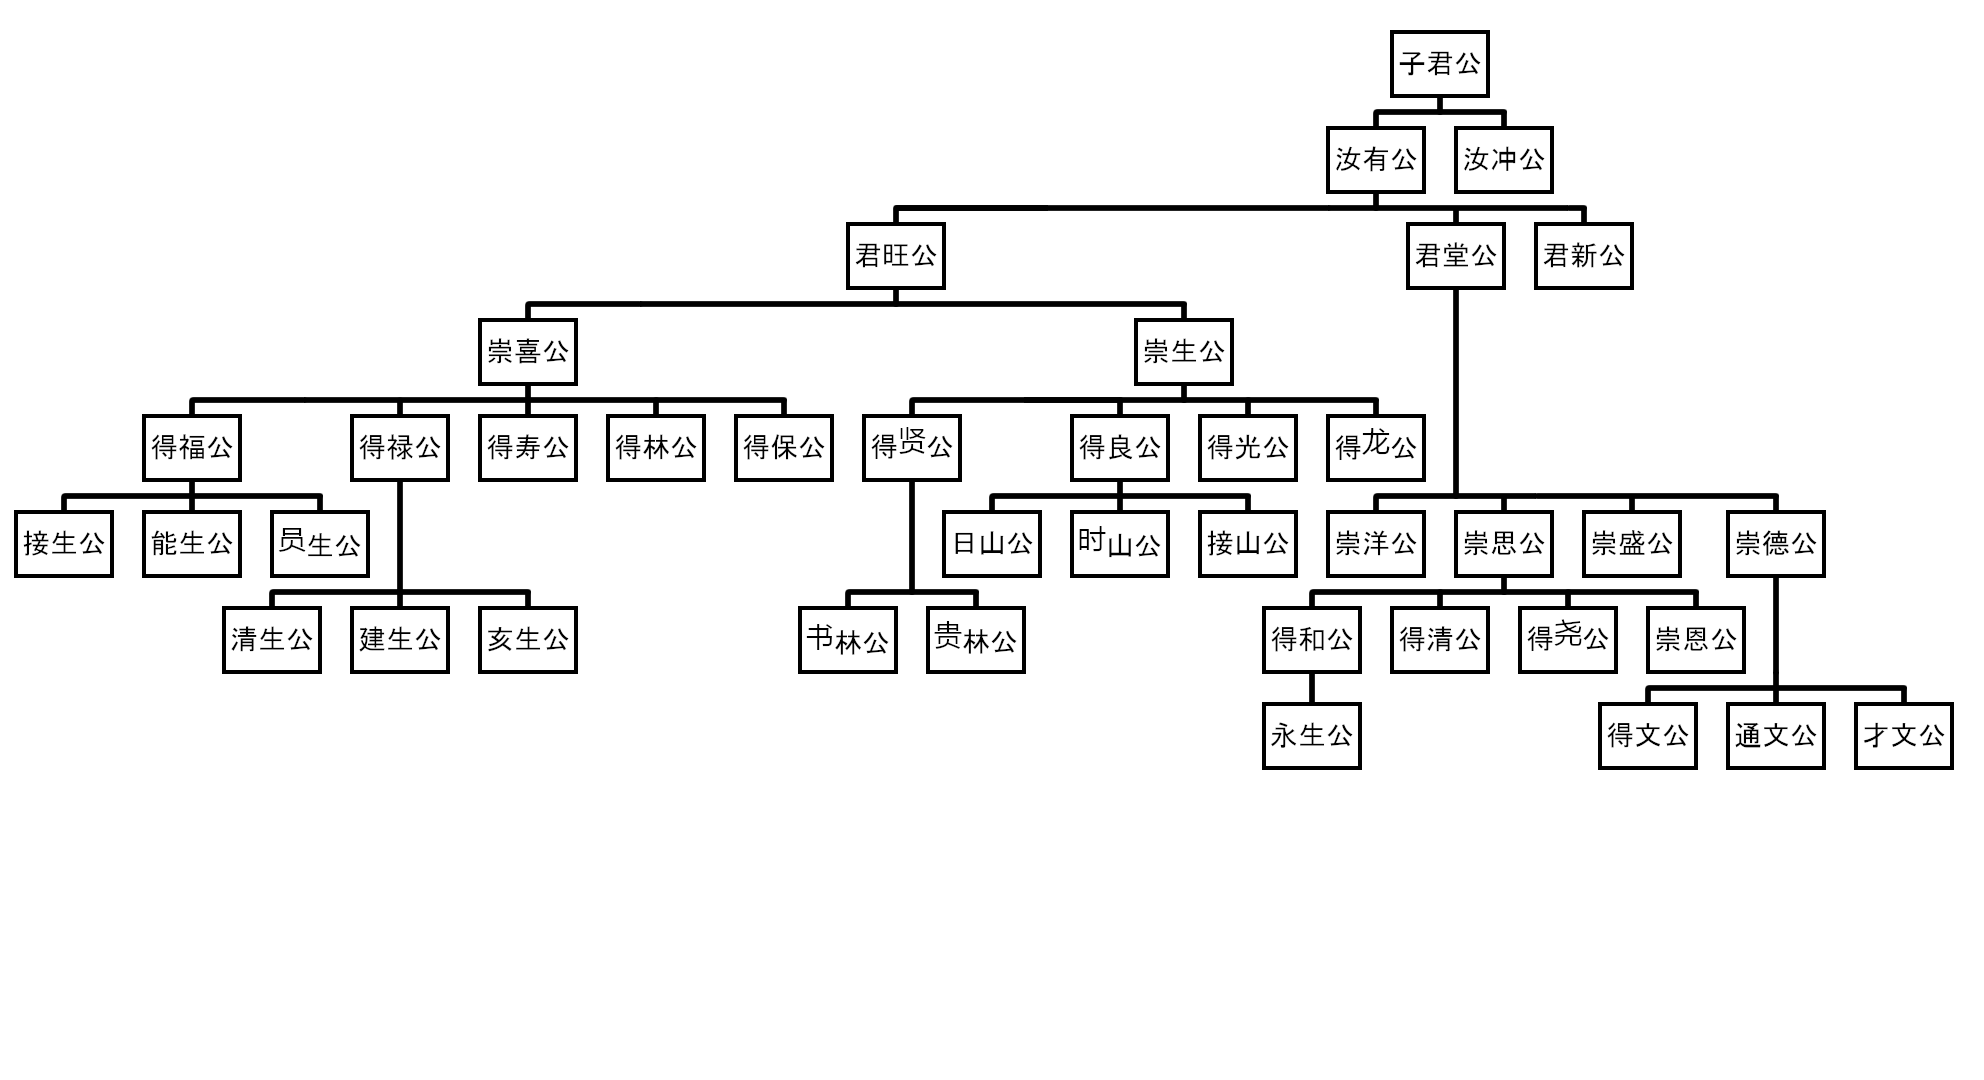 子君公
汝有公
汝冲公
君旺公
君堂公
君新公
崇喜公
崇生公
得福公
得禄公
得寿公
得林公
得保公
得贤公
得良公
得光公
得龙公
接生公
能生公
员生公
日山公
时山公
接山公
崇洋公
崇思公
崇盛公
崇德公
清生公
建生公
亥生公
书林公
贵林公
得和公
得清公
得尧公
崇恩公
永生公
得文公
通文公
才文公